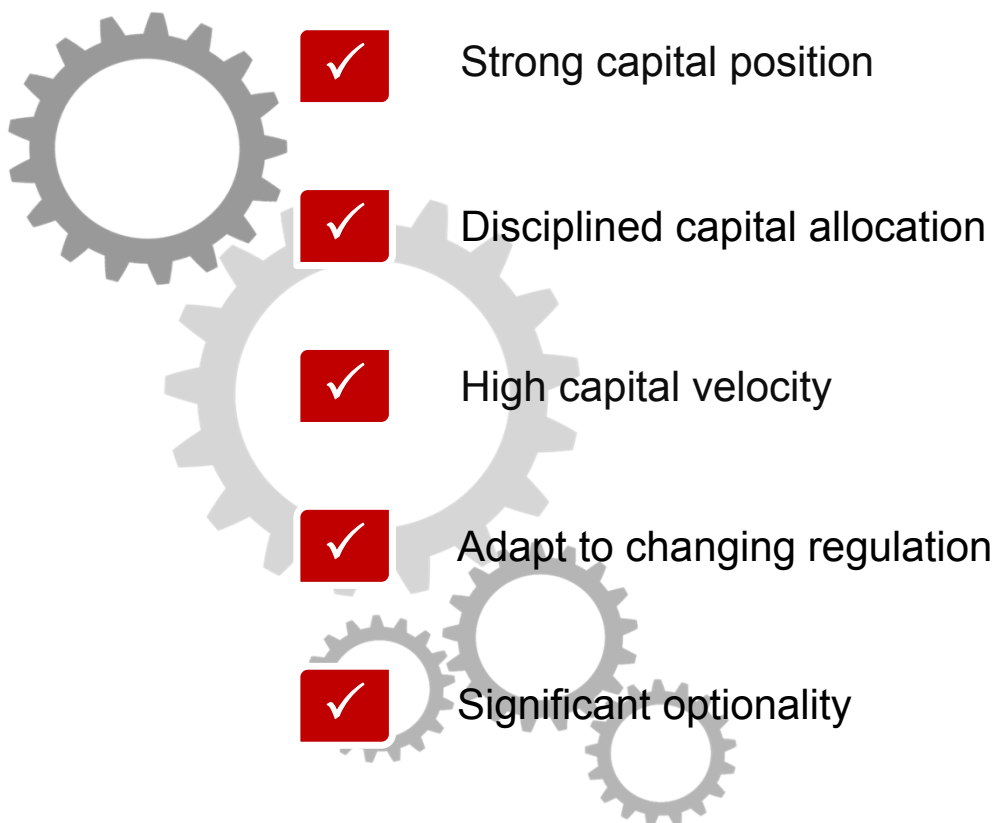 ✓ Strong capital position
✓ Disciplined capital allocation
✓ High capital velocity
✓ Adapt to changing regulation
✓ Significant optionality